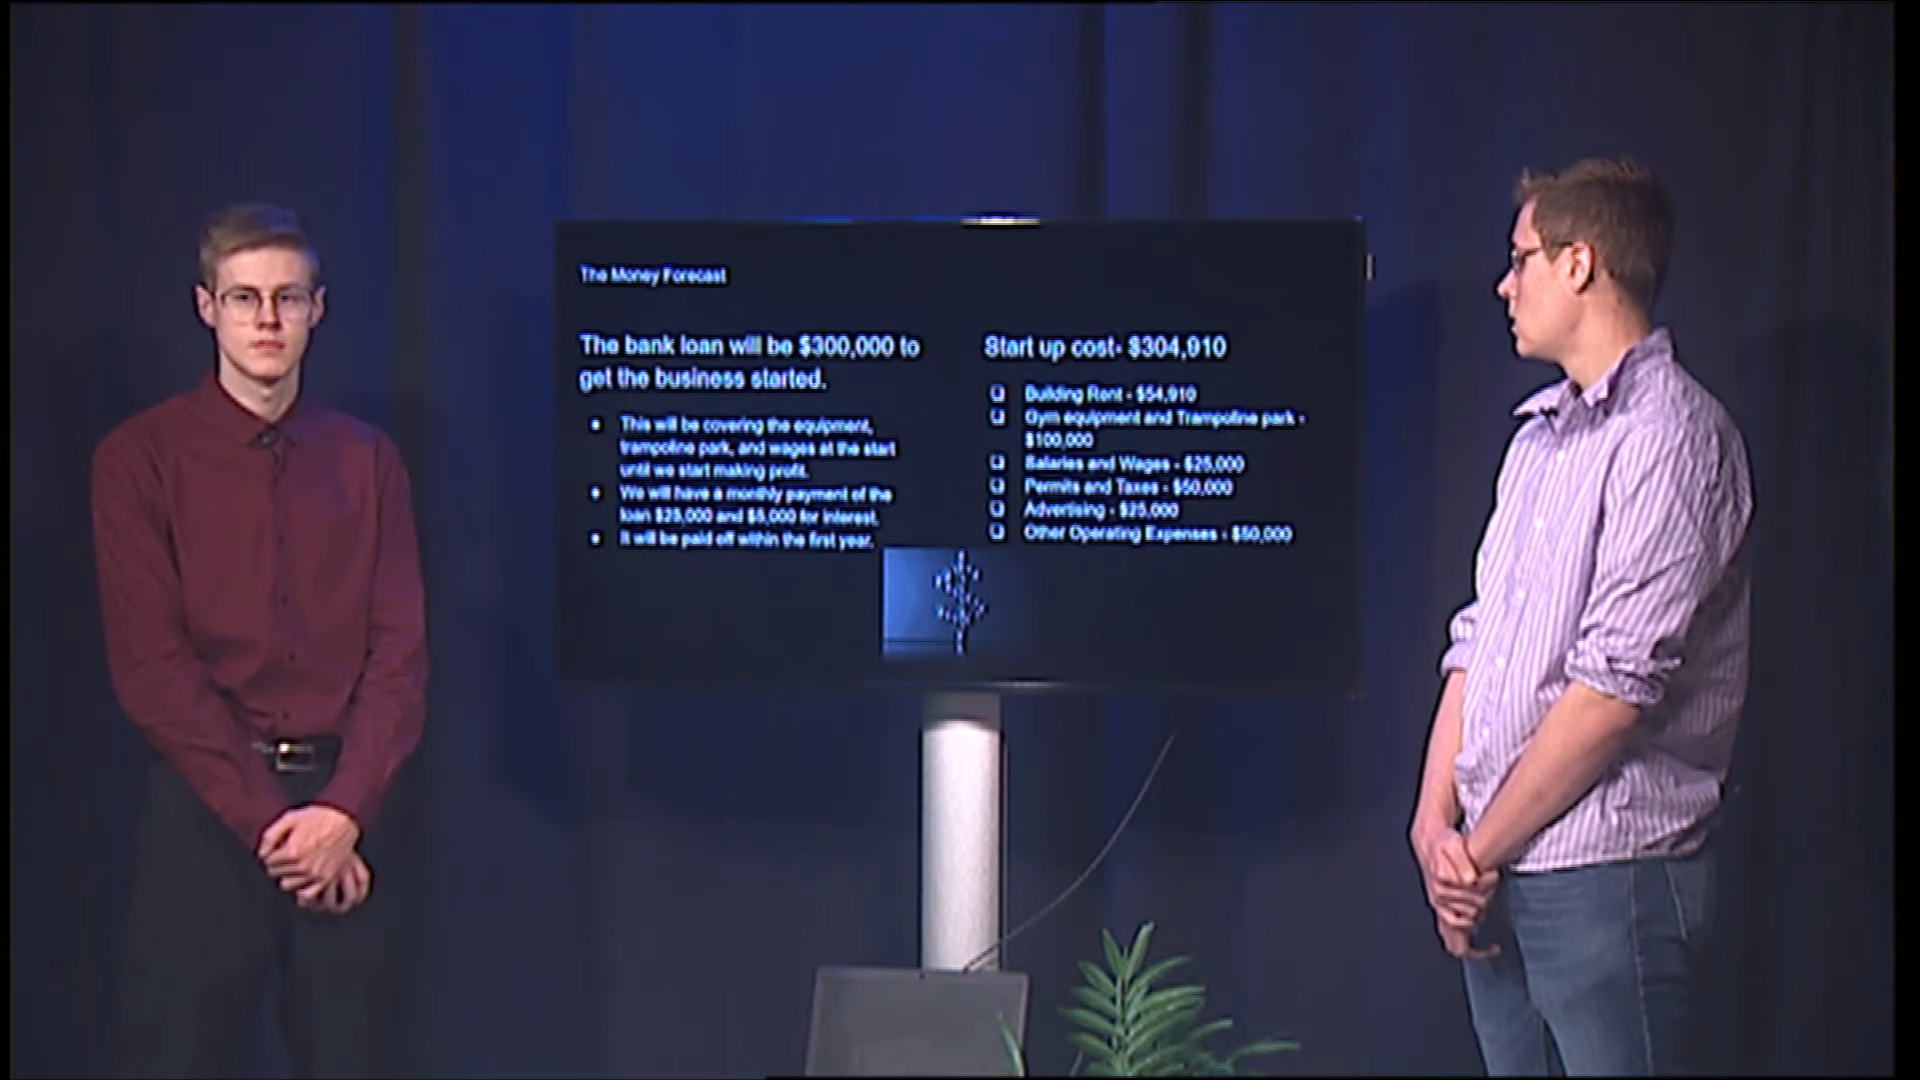 The Money Forecast
The bank loan will be $300,000 to
get the business started.
This will be covering the equipment,
trampoline park, and wages at the start
until we start making profit.
We will have a monthly payment of the
loan $25,000 and $5,000 for interest.
It will be paid off within the first year.
Start up cost- $304,910
Building Rent - $54,910
Gym equipment and Trampoline park -
$100,000
Salaries and Wages - $25,000
Permits and Taxes - $50,000
Advertising - $25,000
Other Operating Expenses - $50,000